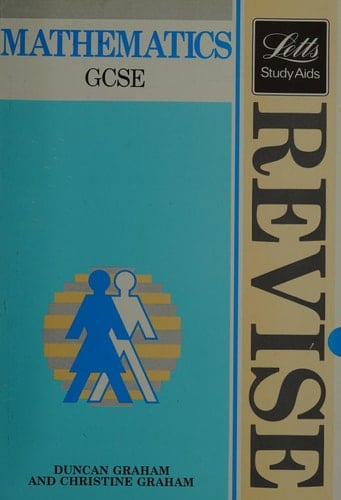 MATHEMATICS
GCSE
Letts
Study Aids
REVISE
DUNCAN GRAHAM
AND CHRISTINE GRAHAM